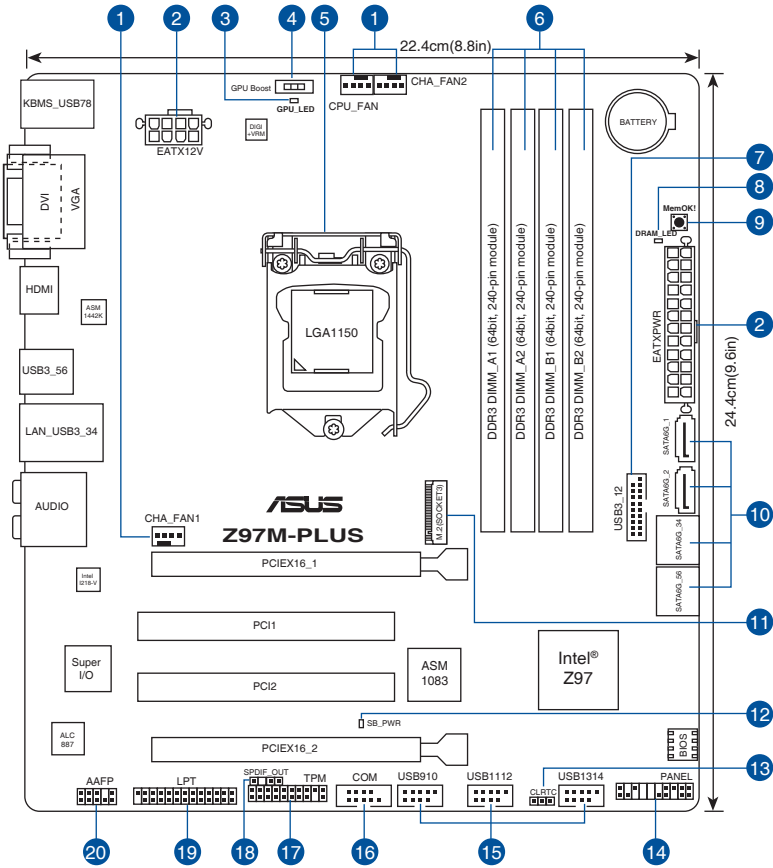 1
2
3
4
5
1
6
22.4cm(8.8in)
KBMS_USB78
GPU Boost
GPU_LED
CPU_FAN
CHA_FAN2
DIGI
+VRM
EATX12V
BATTERY
7
8
9
MemOK!
DRAM_LED
DVI
VGA
HDMI
ASM
1442K
USB3_56
LAN_USB3_34
AUDIO
LGA1150
DDR3 DIMM_A1 (64bit, 240-pin module)
DDR3 DIMM_A2 (64bit, 240-pin module)
DDR3 DIMM_B1 (64bit, 240-pin module)
DDR3 DIMM_B2 (64bit, 240-pin module)
EATXPWR
2
24.4cm(9.6in)
SATA6G_1
SATA6G_2
SATA6G_34
SATA6G_56
10
USB3_12
M.2(SOCKET3)
11
1
CHA_FAN1
ASUS
Z97M-PLUS
PCIEX16_1
Intel
I218-V
PCI1
Super
I/O
PCI2
ASM
1083
Intel®
Z97
SB_PWR
12
ALC
887
PCIEX16_2
BIOS
13
AAFP
LPT
SPDIF_OUT
TPM
COM
USB910
USB1112
CLRTC
USB1314
PANEL
20
19
18
17
16
15
14